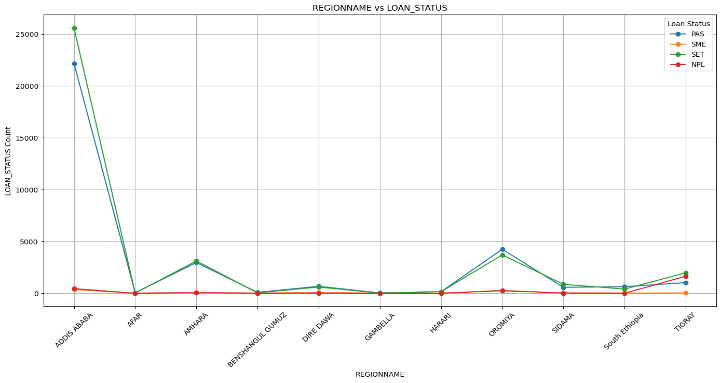 REGIONNAME vs LOAN_STATUS
Loan Status
PAS
SME
SET
NPL
LOAN_STATUS Count
25000
20000
15000
10000
5000
0
ADDIS ABABA
AFAR
AMHARA
BENSHANGUL GUMUZ
DIRE DAWA
GAMBELLA
HARARI
OROMIYA
SIDAMA
South Ethiopia
TIGRAY
REGIONNAME